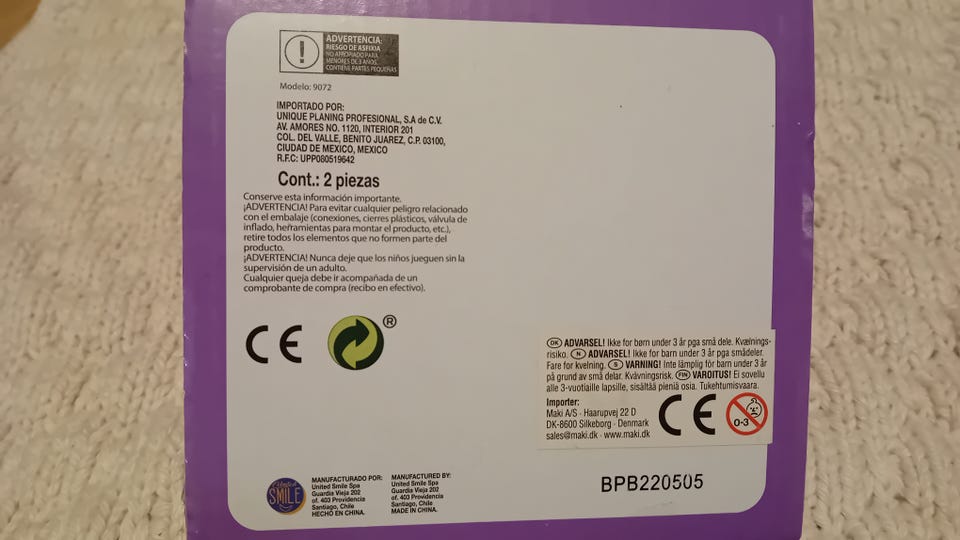 ADVERTENCIA:
RIESGO DE ASFIXIA
NO APROPIADO PARA
MENORES DE 3 AÑOS.
CONTIENE PARTES PEQUEÑAS
Modelo: 9072
IMPORTADO POR:
UNIQUE PLANING PROFESIONAL, S.A de C.V.
AV. AMORES NO. 1120, INTERIOR 201
COL. DEL VALLE, BENITO JUAREZ, C.P. 03100,
CIUDAD DE MEXICO, MEXICO
R.F.C: UPP080519642
Cont.: 2 piezas
Conserve esta información importante.
¡ADVERTENCIA! Para evitar cualquier peligro relacionado
con el embalaje (conexiones, cierres plásticos, válvula de
inflado, herramientas para montar el producto, etc.),
retire todos los elementos que no formen parte del
producto.
¡ADVERTENCIA! Nunca deje que los niños jueguen sin la
supervisión de un adulto.
Cualquier queja debe ir acompañada de un
comprobante de compra (recibo en efectivo).
CE ®
DK ADVARSEL! Ikke for børn under 3 år pga små dele. Kvælnings-
risiko. N ADVARSEL! Ikke for barn under 3 år pga smådeler.
Fare for kvelning. S VARNING! Inte lämplig för barn under 3 år
på grund av små delar. Kvävningsrisk. FIN VAROITUS! Ei sovellu
alle 3-vuotiaille lapsille, sisältää pieniä osia. Tukehtumisvaara.
Importer:
Maki A/S · Haarupvej 22 D
DK-8600 Silkeborg · Denmark
sales@maki.dk · www.maki.dk
CE 0-3
United
SMILE
MANUFACTURADO POR:
United Smile Spa
Guardia Vieja 202
of. 403 Providencia
Santiago, Chile
HECHO EN CHINA.
MANUFACTURED BY:
United Smile Spa
Guardia Vieja 202
of. 403 Providencia
Santiago, Chile
MADE IN CHINA.
BPB220505